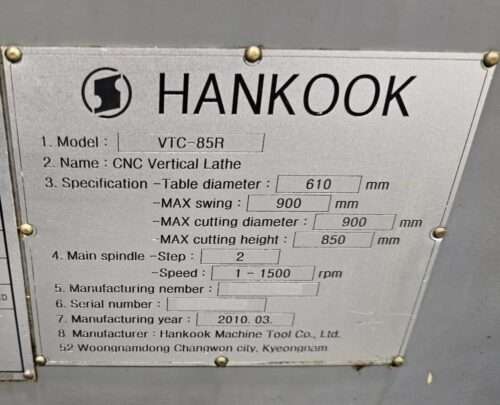 HANKOOK
1. Model : VTC-85R
2. Name : CNC Vertical Lathe
3. Specification -Table diameter : 610 mm
-MAX swing : 900 mm
-MAX cutting diameter : 900 mm
-MAX cutting height : 850 mm
4. Main spindle -Step : 2
-Speed : 1 - 1500 rpm
5. Manufacturing nember :
6. Serial number :
7. Manufacturing year : 2010. 03.
8. Manufacturer : Hankook Machine Tool Co., Ltd.
52 Woongnamdong Changwon city, Kyeongnam